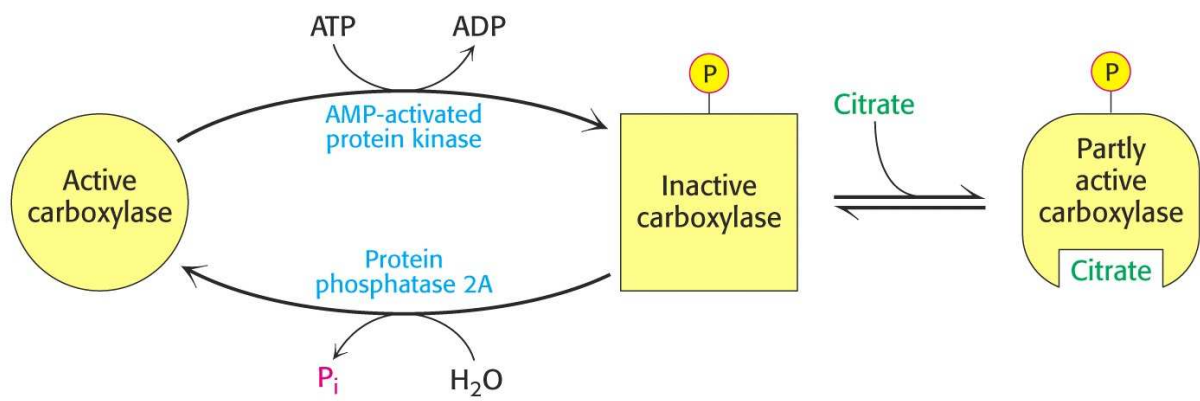 ATP
ADP
AMP-activated
protein kinase
Active
carboxylase
P
Inactive
carboxylase
Citrate
P
Partly
active
carboxylase
Citrate
Protein
phosphatase 2A
Pi
H2O